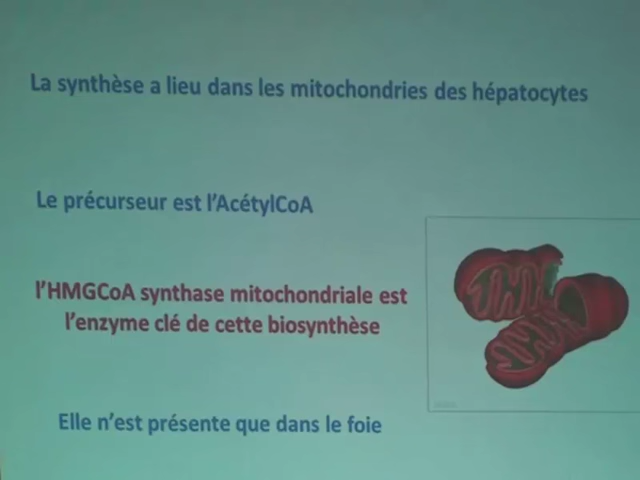 La synthèse a lieu dans les mitochondries des hépatocytes
Le précurseur est l'AcétylCoA
l'HMGCoA synthase mitochondriale est
l'enzyme clé de cette biosynthèse
Elle n'est présente que dans le foie